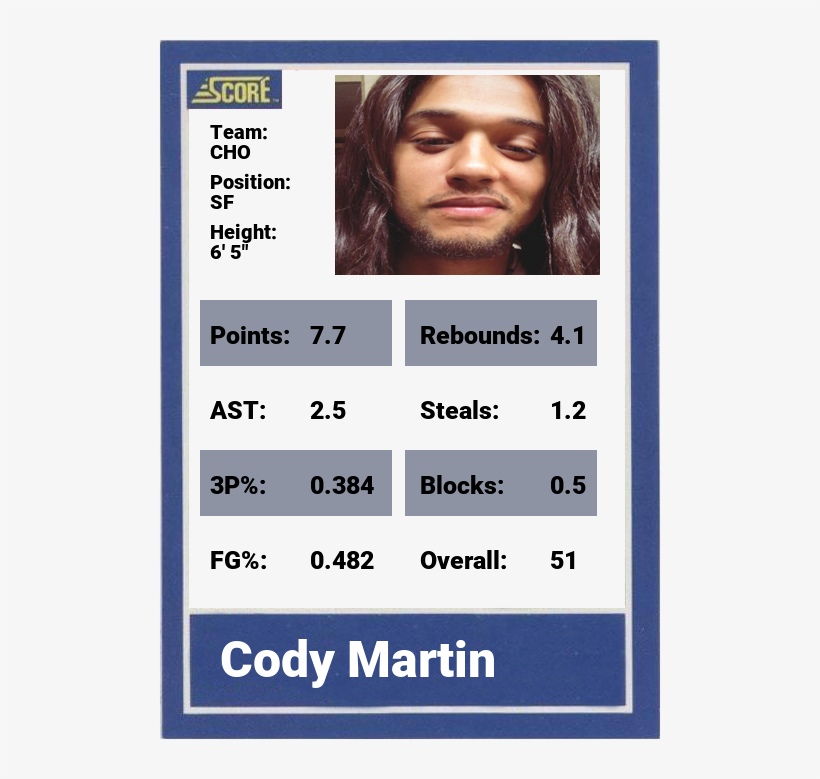 SCORE
Team:
CHO
Position:
SF
Height:
6' 5"
Points: 7.7 Rebounds: 4.1
AST: 2.5 Steals: 1.2
3P%: 0.384 Blocks: 0.5
FG%: 0.482 Overall: 51
Cody Martin